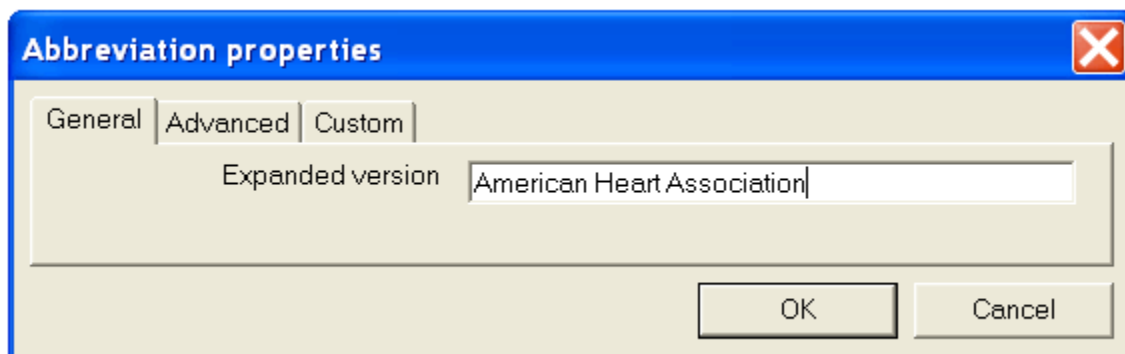 Abbreviation properties
General Advanced Custom
Expanded version American Heart Association
OK Cancel